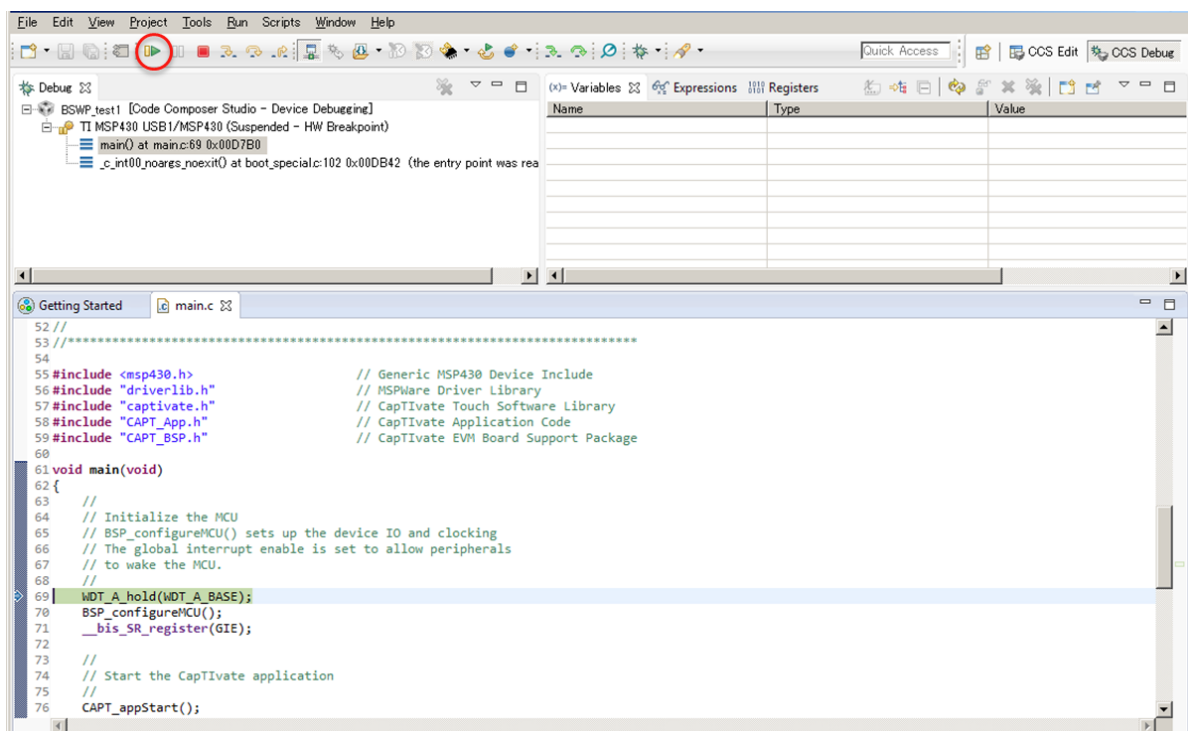 File Edit View Project Tools Run Scripts Window Help
Quick Access CCS Edit CCS Debug
Debug
(x)= Variables Expressions Registers
BSWP_test1 [Code Composer Studio - Device Debugging]
TI MSP430 USB1/MSP430 (Suspended - HW Breakpoint)
main() at main.c:69 0x00D7B0
_c_int00_noargs_noexit() at boot_special.c:102 0x00DB42 (the entry point was rea
Name Type Value
Getting Started main.c
52 //
53 //******************************************************************************
54
55 #include <msp430.h> // Generic MSP430 Device Include
56 #include "driverlib.h" // MSPWare Driver Library
57 #include "captivate.h" // CapTIvate Touch Software Library
58 #include "CAPT_App.h" // CapTIvate Application Code
59 #include "CAPT_BSP.h" // CapTIvate EVM Board Support Package
60
61 void main(void)
62 {
63 //
64 // Initialize the MCU
65 // BSP_configureMCU() sets up the device IO and clocking
66 // The global interrupt enable is set to allow peripherals
67 // to wake the MCU.
68 //
69 WDT_A_hold(WDT_A_BASE);
70 BSP_configureMCU();
71 __bis_SR_register(GIE);
72
73 //
74 // Start the CapTIvate application
75 //
76 CAPT_appStart();